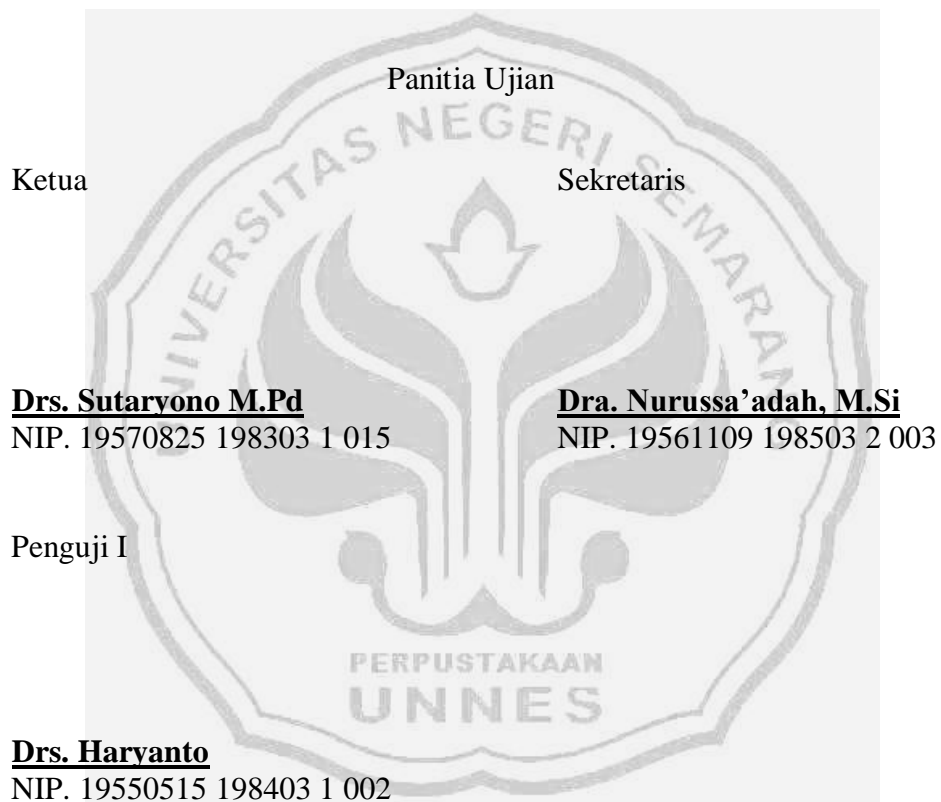 Panitia Ujian
UNIVERSITAS NEGERI SEMARANG
Ketua Sekretaris
Drs. Sutaryono M.Pd Dra. Nurussa’adah, M.Si
NIP. 19570825 198303 1 015 NIP. 19561109 198503 2 003
Penguji I
PERPUSTAKAAN
UNNES
Drs. Haryanto
NIP. 19550515 198403 1 002